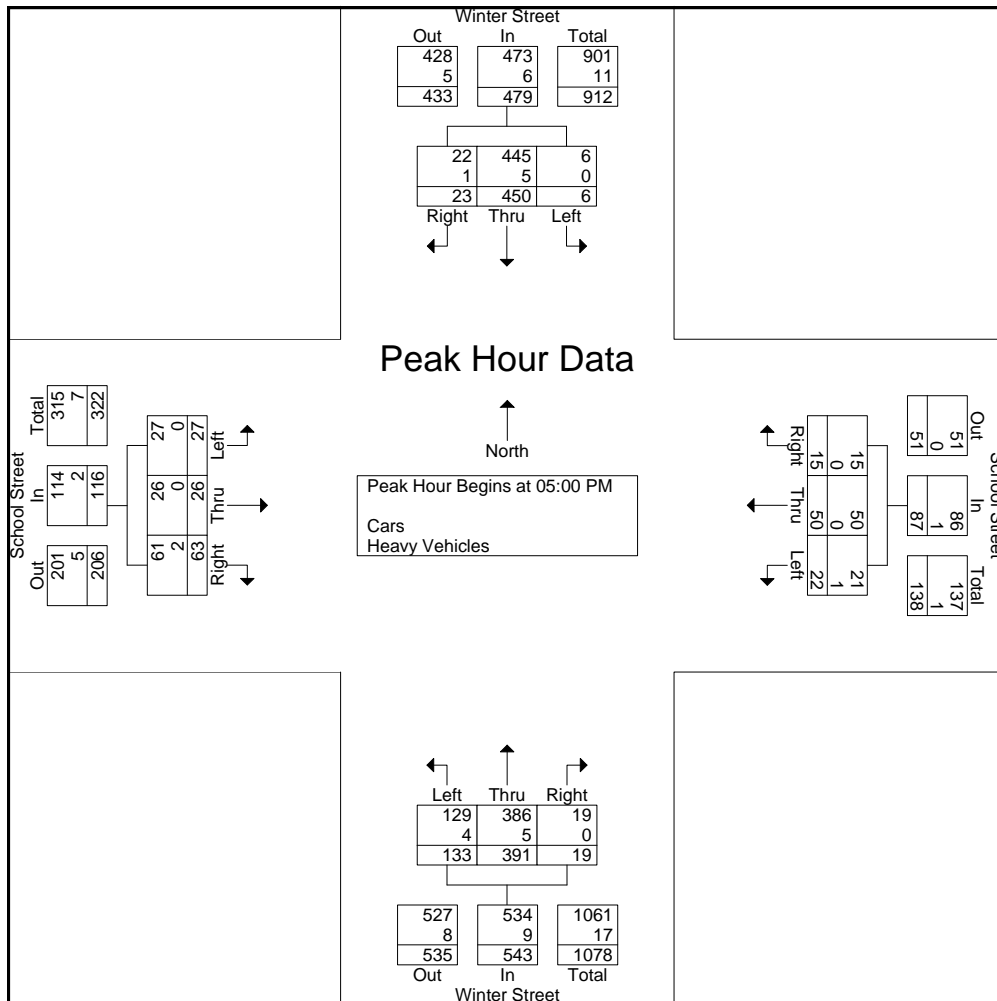 Winter Street
Out In Total
428 473 901
5 6 11
433 479 912
22 445 6
1 5 0
23 450 6
Right Thru Left
Peak Hour Data
North
Peak Hour Begins at 05:00 PM
Cars
Heavy Vehicles
School Street
Total In Out
315 114 201
7 2 5
322 116 206
27 26 61
0 0 2
27 26 63
Left Thru Right
School Street
Out In Total
51 86 137
0 1 1
51 87 138
15 50 21
0 0 1
15 50 22
Right Thru Left
Left Thru Right
129 386 19
4 5 0
133 391 19
527 534 1061
8 9 17
535 543 1078
Out In Total
Winter Street